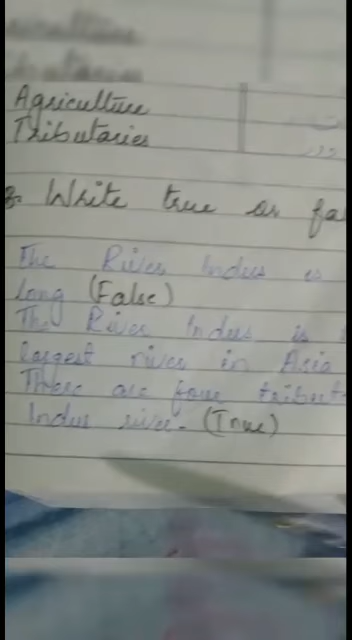 Agriculture
Tributaries
Write true or fa
The River Indus is
long (False)
The River Indus is
largest river in Asia
There are four tribut
Indus river. (True)